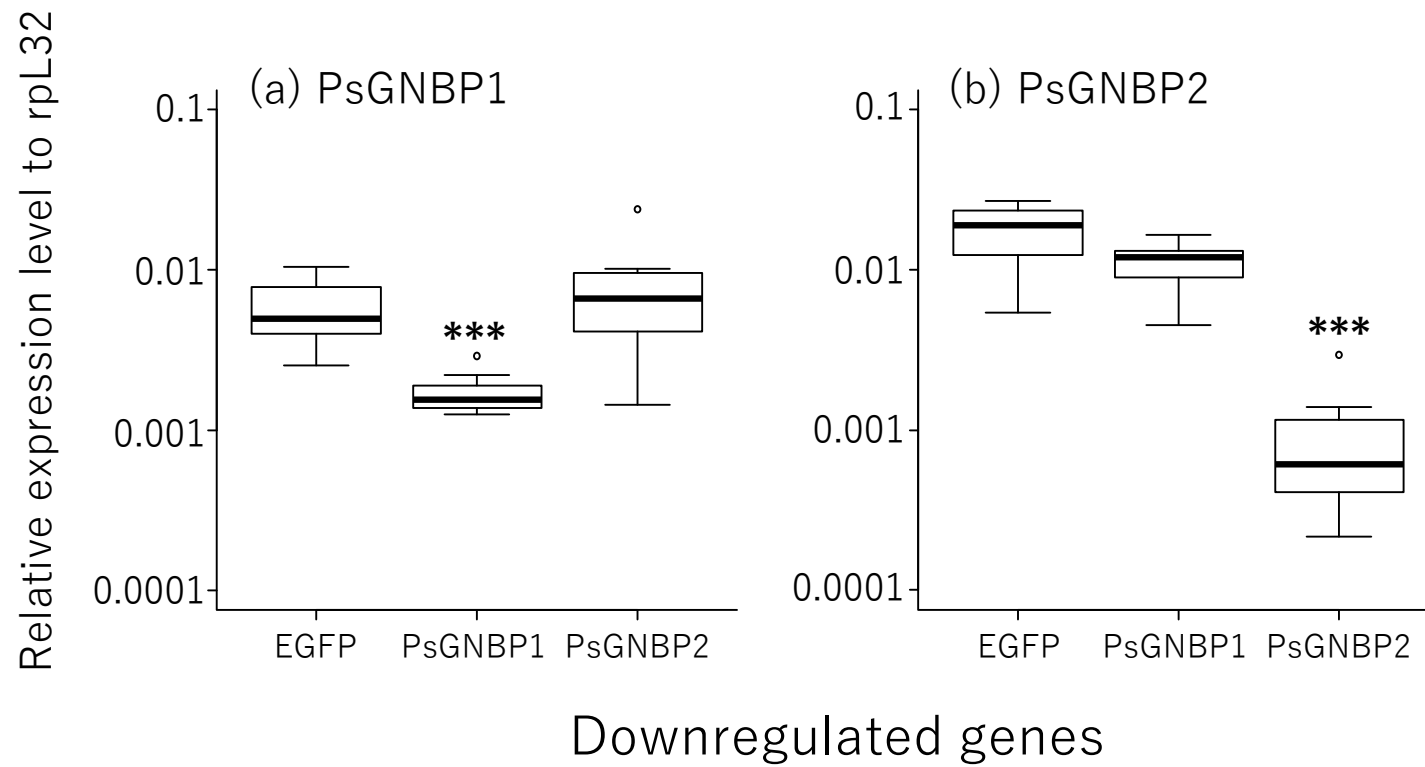 Relative expression level to rpL32
(a) PsGNBP1
0.1
0.01
0.001
0.0001
***
EGFP PsGNBP1 PsGNBP2
(b) PsGNBP2
0.1
0.01
0.001
0.0001
***
EGFP PsGNBP1 PsGNBP2
Downregulated genes